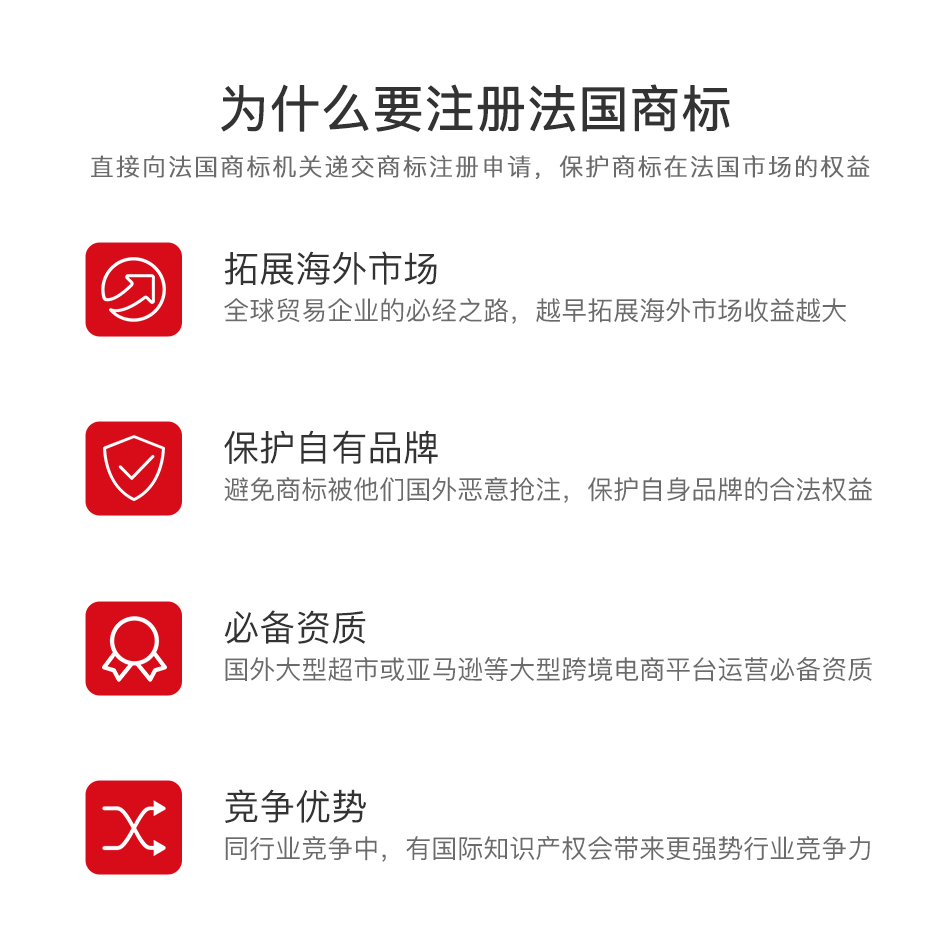 为什么要注册法国商标
直接向法国商标机关递交商标注册申请，保护商标在法国市场的权益
拓展海外市场
全球贸易企业的必经之路，越早拓展海外市场收益越大
保护自有品牌
避免商标被他们国外恶意抢注，保护自身品牌的合法权益
必备资质
国外大型超市或亚马逊等大型跨境电商平台运营必备资质
竞争优势
同行业竞争中，有国际知识产权会带来更强势行业竞争力